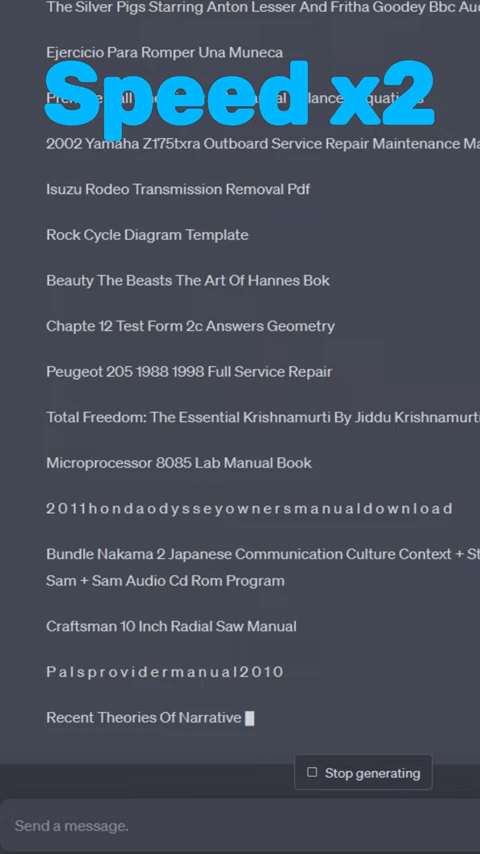 The Silver Pigs Starring Anton Lesser And Fritha Goodey Bbc Au
Ejercicio Para Romper Una Muneca
Speed x2
2002 Yamaha Z175txra Outboard Service Repair Maintenance Ma
Isuzu Rodeo Transmission Removal Pdf
Rock Cycle Diagram Template
Beauty The Beasts The Art Of Hannes Bok
Chapte 12 Test Form 2c Answers Geometry
Peugeot 205 1988 1998 Full Service Repair
Total Freedom: The Essential Krishnamurti By Jiddu Krishnamurti
Microprocessor 8085 Lab Manual Book
2 0 1 1 h o n d a o d y s s e y o w n e r s m a n u a l d o w n l o a d
Bundle Nakama 2 Japanese Communication Culture Context + St
Sam + Sam Audio Cd Rom Program
Craftsman 10 Inch Radial Saw Manual
P a l s p r o v i d e r m a n u a l 2 0 1 0
Recent Theories Of Narrative
Stop generating
Send a message.